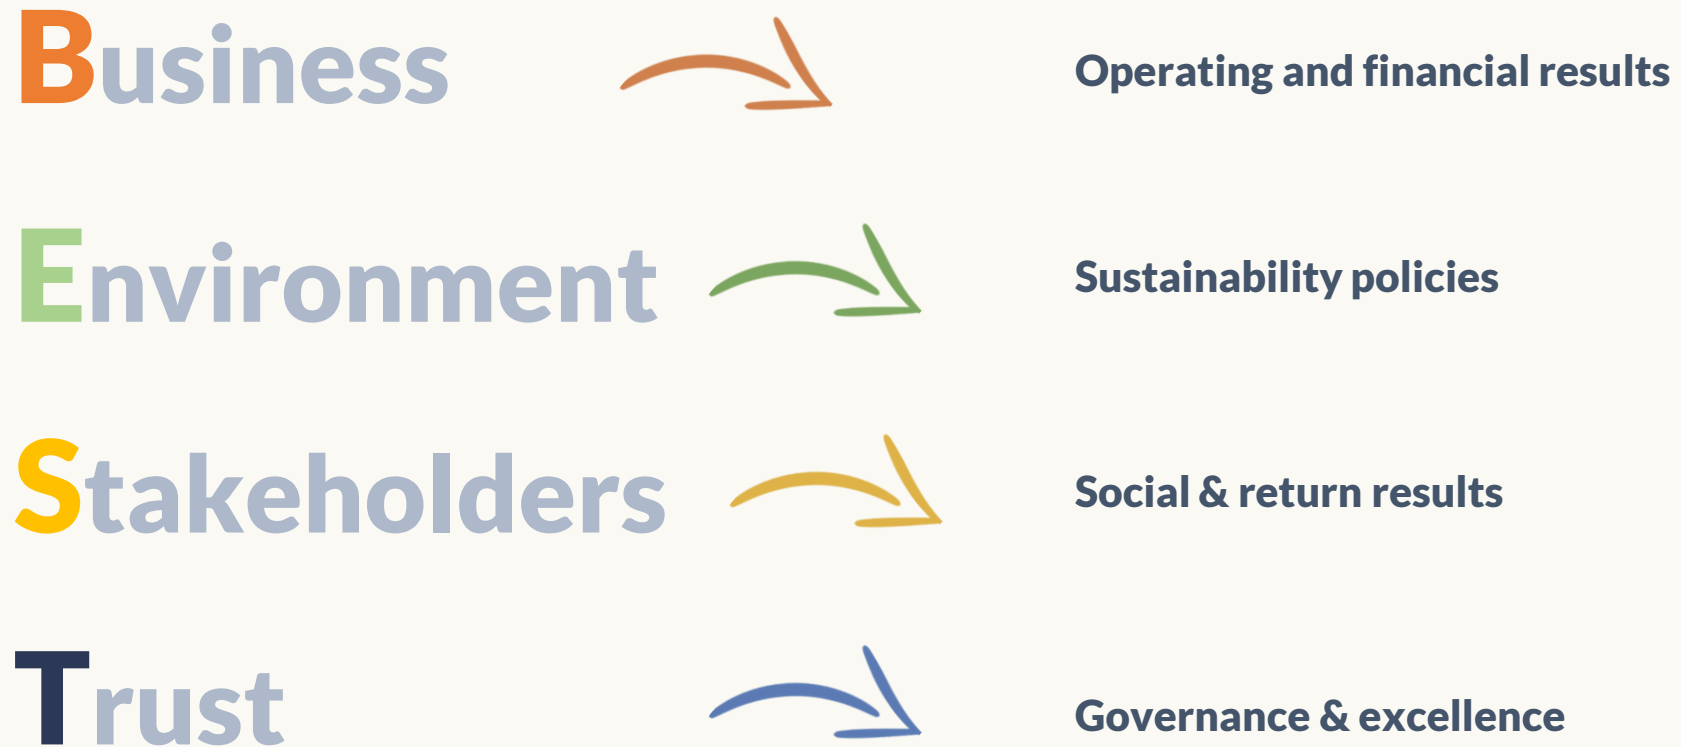 Business
Operating and financial results
Environment
Sustainability policies
Stakeholders
Social & return results
Trust
Governance & excellence